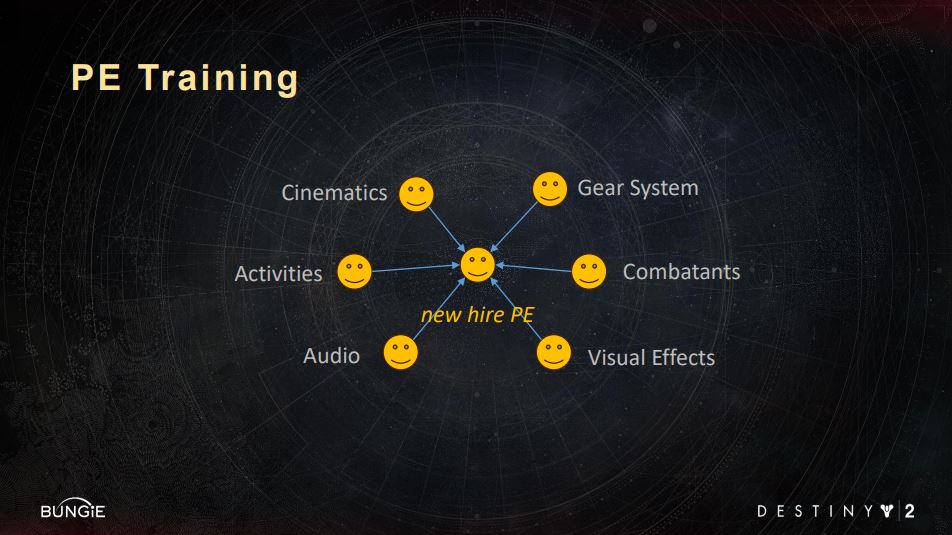 PE Training
Cinematics
Gear System
Activities
Combatants
new hire PE
Audio
Visual Effects
BUNGiE
DESTINY 2